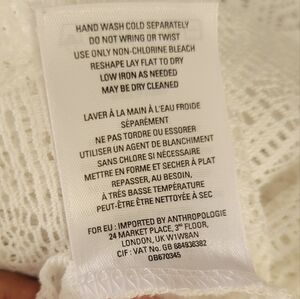 HAND WASH COLD SEPARATELY
DO NOT WRING OR TWIST
USE ONLY NON-CHLORINE BLEACH
RESHAPE LAY FLAT TO DRY
LOW IRON AS NEEDED
MAY BE DRY CLEANED
LAVER À LA MAIN À L'EAU FROIDE
SÉPARÉMENT
NE PAS TORDRE OU ESSORER
UTILISER UN AGENT DE BLANCHIMENT
SANS CHLORE SI NÉCESSAIRE
METTRE EN FORME ET SÉCHER À PLAT
REPASSER, AU BESOIN,
À TRÈS BASSE TEMPÉRATURE
PEUT-ÊTRE ÊTRE NETTOYÉE À SEC
FOR EU: IMPORTED BY ANTHROPOLOGIE
24 MARKET PLACE, 3RD FLOOR,
LONDON, UK W1W8AN
CIF: VAT No. GB 684936382
OB670345